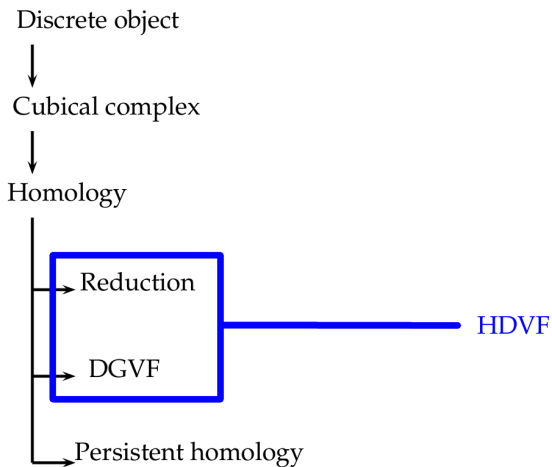 Discrete object
Cubical complex
Homology
Reduction
HDVF
DGVF
Persistent homology